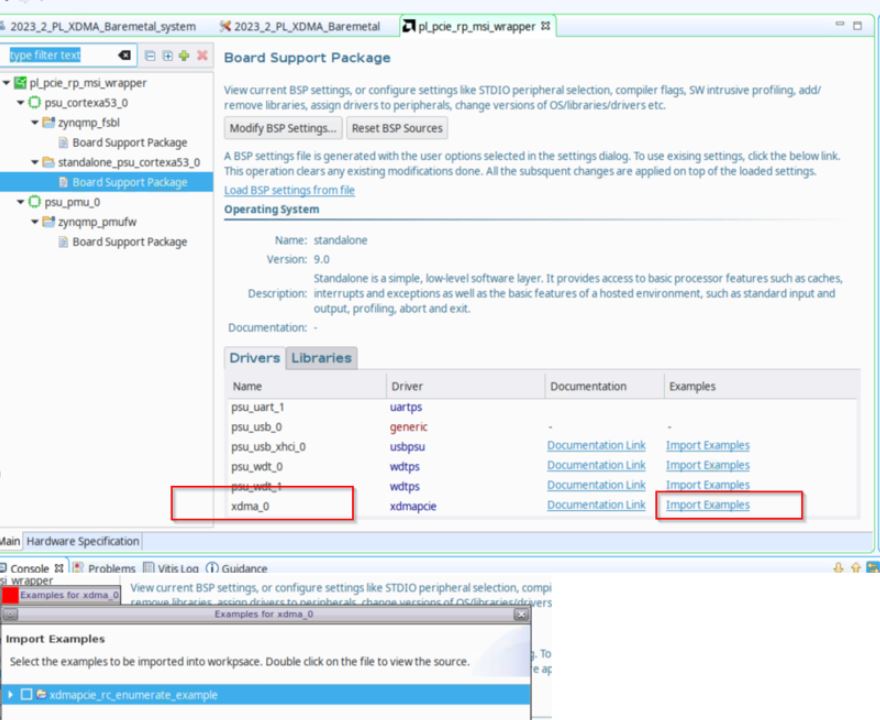 2023_2_PL_XDMA_Baremetal_system
2023_2_PL_XDMA_Baremetal
pl_pcie_rp_msi_wrapper
type filter text
pl_pcie_rp_msi_wrapper
psu_cortexa53_0
zynqmp_fsbl
Board Support Package
standalone_psu_cortexa53_0
Board Support Package
psu_pmu_0
zynqmp_pmufw
Board Support Package
Board Support Package
View current BSP settings, or configure settings like STDIO peripheral selection, compiler flags, SW intrusive profiling, add/
remove libraries, assign drivers to peripherals, change versions of OS/libraries/drivers etc.
Modify BSP Settings... Reset BSP Sources
A BSP settings file is generated with the user options selected in the settings dialog. To use exising settings, click the below link.
This operation clears any existing modifications done. All the subsquent changes are applied on top of the loaded settings.
Load BSP settings from file
Operating System
Name: standalone
Version: 9.0
Description: Standalone is a simple, low-level software layer. It provides access to basic processor features such as caches,
interrupts and exceptions as well as the basic features of a hosted environment, such as standard input and
output, profiling, abort and exit.
Documentation: -
Drivers Libraries
Name Driver Documentation Examples
psu_uart_1 uartps
psu_usb_0 generic - -
psu_usb_xhci_0 usbpsu Documentation Link Import Examples
psu_wdt_0 wdtps Documentation Link Import Examples
psu_wdt_1 wdtps Documentation Link Import Examples
xdma_0 xdmapcie Documentation Link Import Examples
Main Hardware Specification
Console Problems Vitis Log Guidance
si wrapper
View current BSP settings, or configure settings like STDIO peripheral selection, compi
Examples for xdma_0
remove libraries, assign drivers to peripherals, change versions of OS/libraries/drivers
Examples for xdma_0
Import Examples
Select the examples to be imported into workpsace. Double click on the file to view the source.
. To
e ap
xdmapcie_rc_enumerate_example